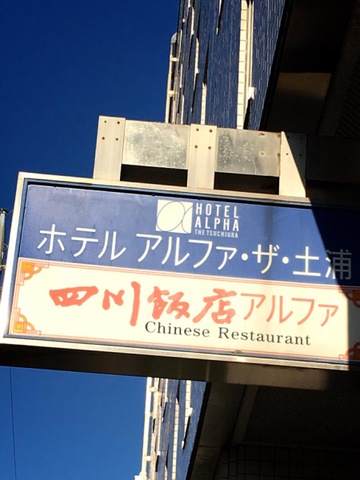 HOTEL
ALPHA
THE TSUCHIURA
ホテル アルファ・ザ・土浦
四川飯店アルファ
Chinese Restaurant